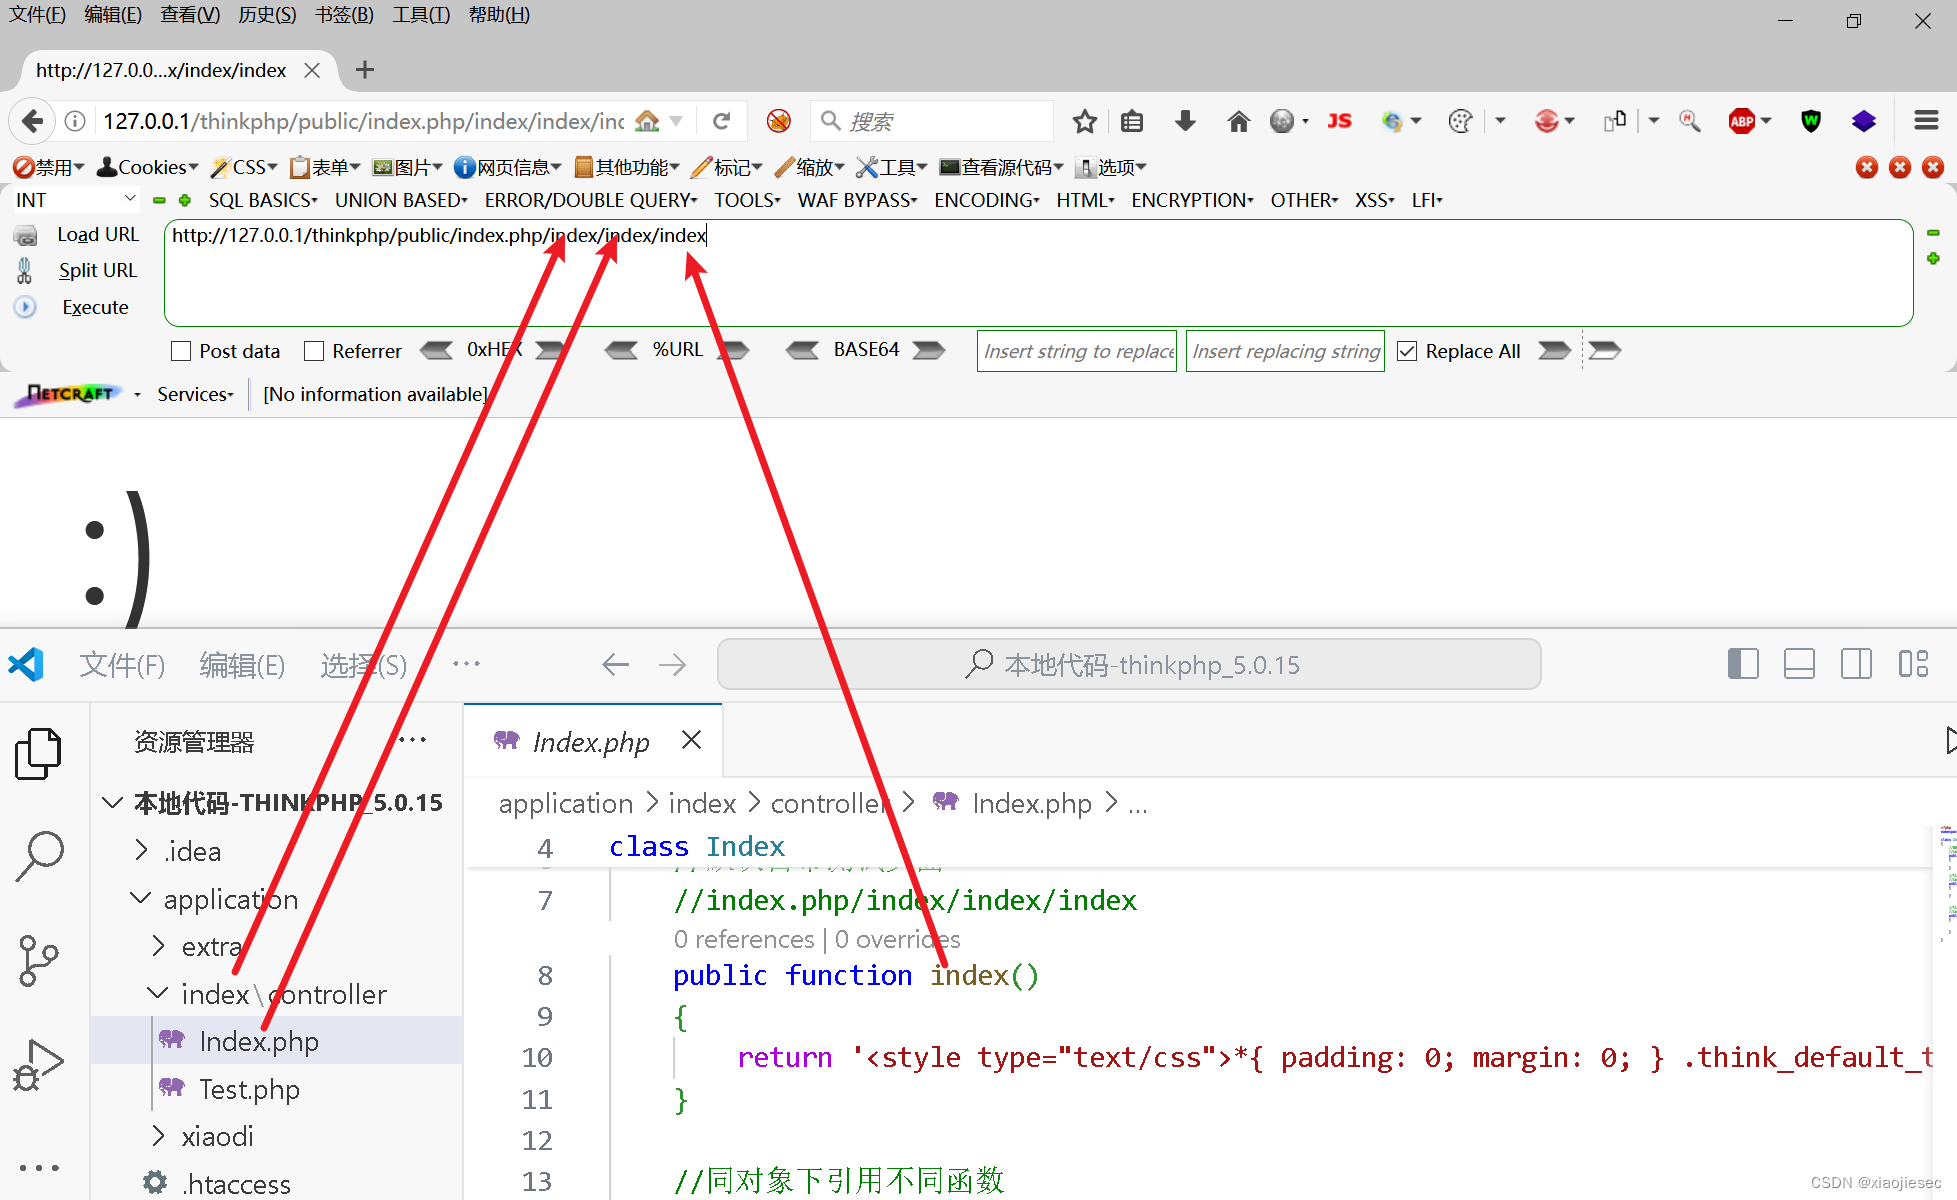 文件(F) 编辑(E) 查看(V) 历史(S) 书签(B) 工具(T) 帮助(H)
http://127.0.0...x/index/index
127.0.0.1/thinkphp/public/index.php/index/index/inc 搜索 JS ABP W
禁用 Cookies CSS 表单 图片 网页信息 其他功能 标记 缩放 工具 查看源代码 选项
INT SQL BASICS UNION BASED ERROR/DOUBLE QUERY TOOLS WAF BYPASS ENCODING HTML ENCRYPTION OTHER XSS LFI
Load URL http://127.0.0.1/thinkphp/public/index.php/index/index/index
Split URL
Execute
Post data Referrer 0xHEX %URL BASE64 Insert string to replace Insert replacing string Replace All
NETCRAFT Services [No information available]
:)
文件(F) 编辑(E) 选择(S) ··· 本地代码-thinkphp_5.0.15
资源管理器 ··· Index.php
本地代码-THINKPHP_5.0.15
.idea
application
extra
index\controller
Index.php
Test.php
xiaodi
.htaccess
application > index > controller > Index.php > ...
4 class Index
7 //index.php/index/index/index
0 references | 0 overrides
8 public function index()
9 {
10 return '<style type="text/css">*{ padding: 0; margin: 0; } .think_default_t
11 }
12
13 //同对象下引用不同函数
CSDN @xiaojiesec